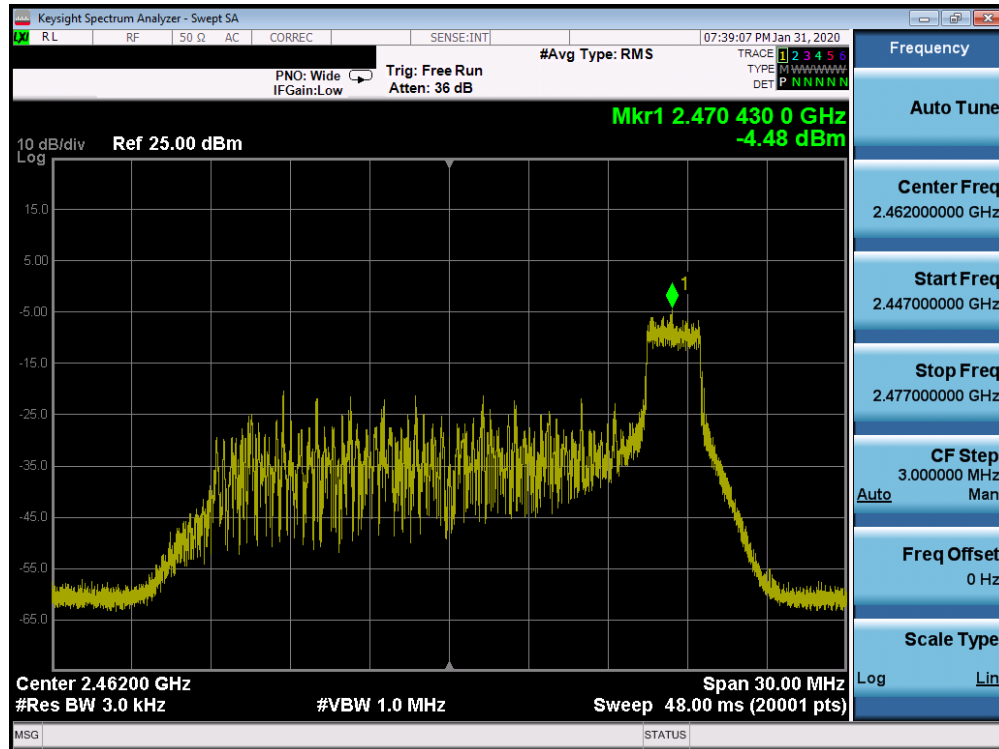 Keysight Spectrum Analyzer - Swept SA
LXI RL RF 50 Ω AC CORREC SENSE:INT 07:39:07 PM Jan 31, 2020
#Avg Type: RMS TRACE 1 2 3 4 5 6
PNO: Wide Trig: Free Run TYPE M WWWWW
IFGain:Low Atten: 36 dB DET P N N N N N
Mkr1 2.470 430 0 GHz
-4.48 dBm
10 dB/div Ref 25.00 dBm
Log
15.0
5.00
1
-5.00
-15.0
-25.0
-35.0
-45.0
-55.0
-65.0
Center 2.46200 GHz Span 30.00 MHz
#Res BW 3.0 kHz #VBW 1.0 MHz Sweep 48.00 ms (20001 pts)
MSG STATUS
Frequency
Auto Tune
Center Freq
2.462000000 GHz
Start Freq
2.447000000 GHz
Stop Freq
2.477000000 GHz
CF Step
3.000000 MHz
Auto Man
Freq Offset
0 Hz
Scale Type
Log Lin